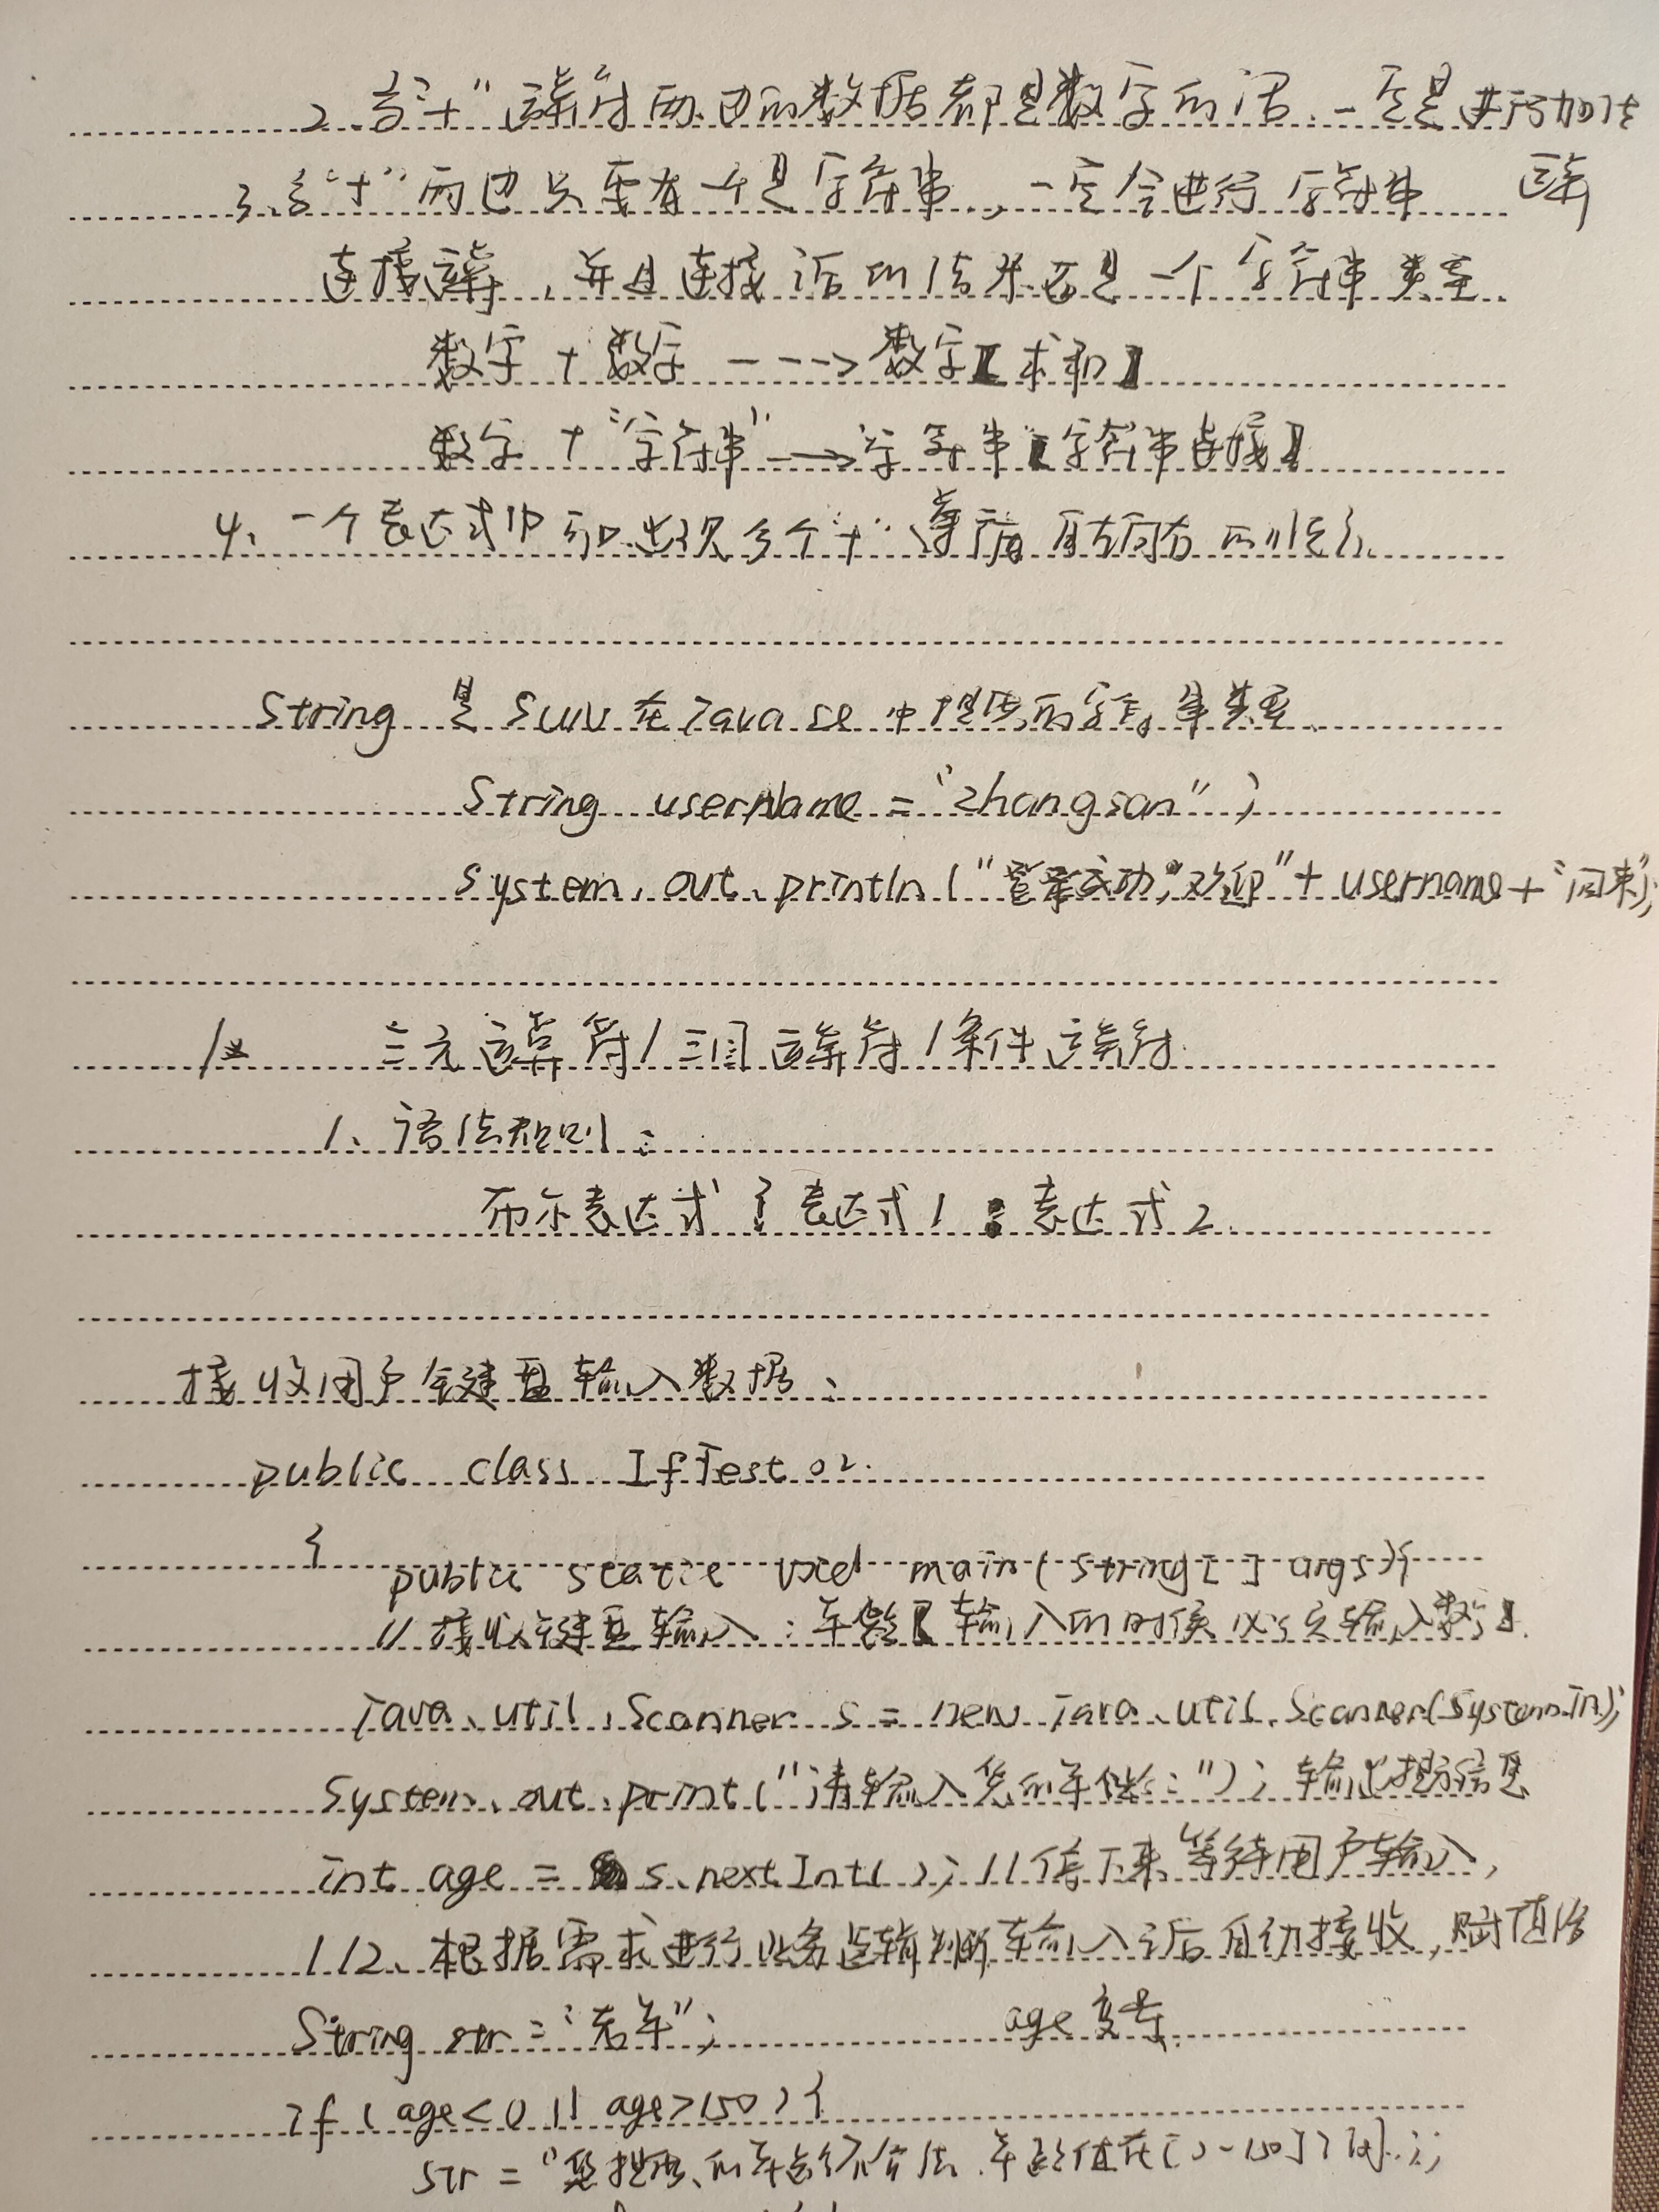 2、当"+"运算符两边的数据都是数字的话,一定是进行加法
运算
3、当"+"两边只要有一个是字符串,一定会进行字符串
连接运算,并且连接后的结果还是一个字符串类型.
数字 + 数字 ---> 数字【求和】
数字 + "字符串" —> 字符串【字符串连接】
4、一个表达式中可以出现多个"+" 遵循自左向右的顺序.
String 是 SUN 在 Java SE 中提供的字符串类型
String userName = "zhangsan";
System.out.println("登录成功,欢迎"+username+"回来");
/* 三元运算符/三目运算符/条件运算符
1、语法规则:
布尔表达式 ? 表达式1 : 表达式2
接收用户键盘输入数据:
public class IfTest02
{
public static void main(String[] args){
// 接收键盘输入:年龄【输入的时候必须输入数字】.
java.util.Scanner s = new java.util.Scanner(System.in);
System.out.print("请输入您的年龄:"); 输出提示信息
int age = s.nextInt(); // 停下来等待用户输入,
//2、根据需求进行业务逻辑判断 输入之后自动接收,赋值给
String str = "老年"; age变量.
if(age<0 || age>150){
str = "您提供的年龄不合法,年龄值在[0-150]之间";